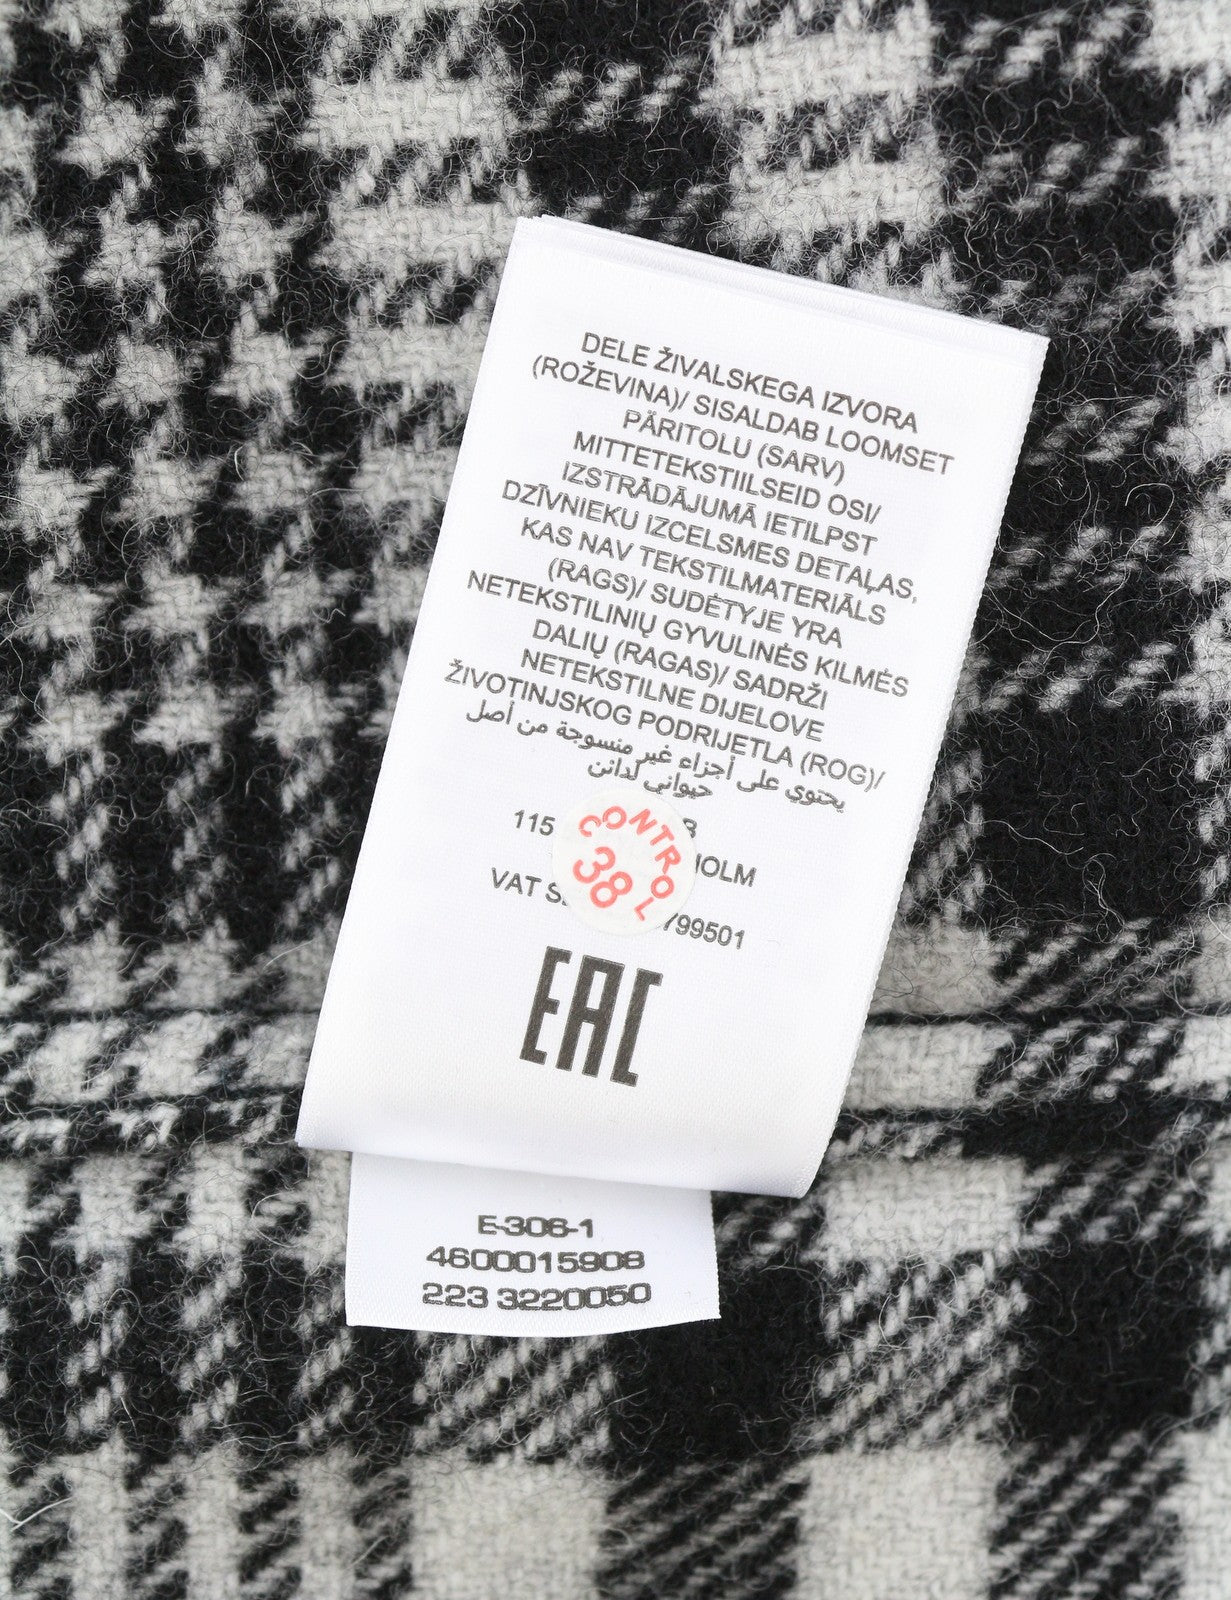 DELE ŽIVALSKEGA IZVORA
(ROŽEVINA)/ SISALDAB LOOMSET
PÄRITOLU (SARV)
MITTETEKSTIILSEID OSI/
IZSTRĀDĀJUMĀ IETILPST
DZĪVNIEKU IZCELSMES DETAĻAS,
KAS NAV TEKSTILMATERIĀLS
(RAGS)/ SUDĖTYJE YRA
NETEKSTILINIŲ GYVULINĖS KILMĖS
DALIŲ (RAGAS)/ SADRŽI
NETEKSTILNE DIJELOVE
ŽIVOTINJSKOG PODRIJETLA (ROG)/
يحتوي على أجزاء غير منسوجة من أصل
حيواني
115
VAT 799501
CONTROL
38
EAC
E-306-1
4600015908
223 3220050